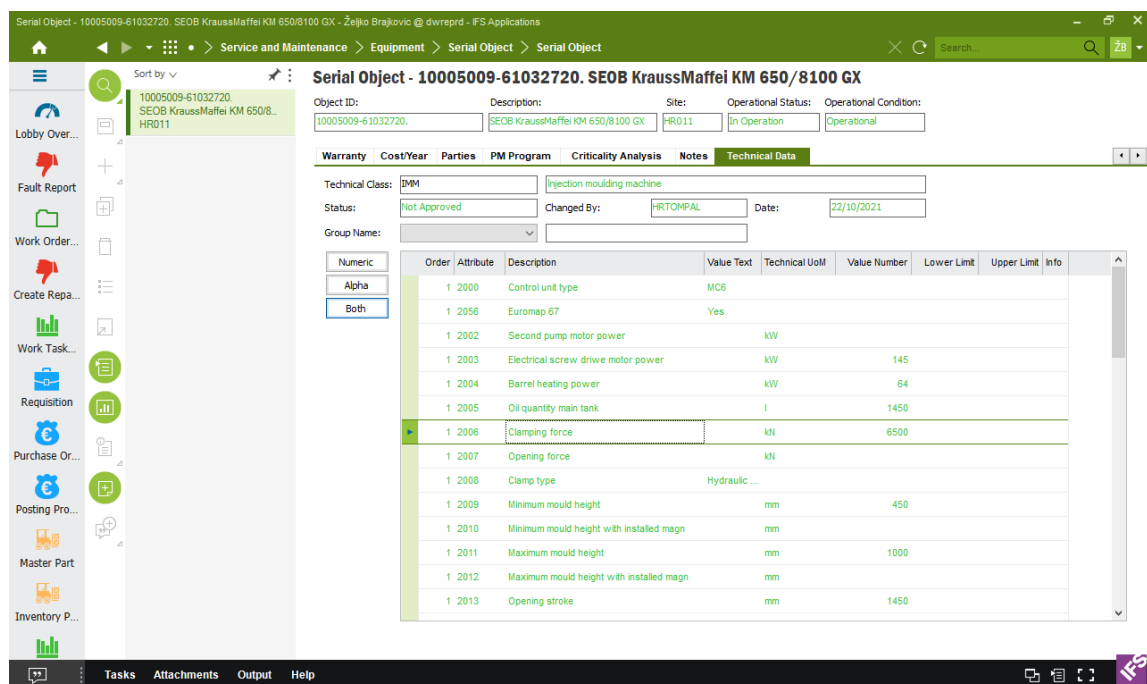 Serial Object - 10005009-61032720. SEOB KraussMaffei KM 650/8100 GX - Željko Brajkovic @ dwreprd - IFS Applications
Service and Maintenance > Equipment > Serial Object > Serial Object
Search...
ŽB
Sort by
10005009-61032720.
SEOB KraussMaffei KM 650/8..
HR011
Lobby Over...
Fault Report
Work Order...
Create Repa...
Work Task...
Requisition
Purchase Or...
Posting Pro...
Master Part
Inventory P...
Serial Object - 10005009-61032720. SEOB KraussMaffei KM 650/8100 GX
Object ID: Description: Site: Operational Status: Operational Condition:
10005009-61032720. SEOB KraussMaffei KM 650/8100 GX HR011 In Operation Operational
Warranty Cost/Year Parties PM Program Criticality Analysis Notes Technical Data
Technical Class: IMM Injection moulding machine
Status: Not Approved Changed By: HRTOMPAL Date: 22/10/2021
Group Name:
Numeric
Alpha
Both
Order Attribute Description Value Text Technical UoM Value Number Lower Limit Upper Limit Info
1 2000 Control unit type MC6
1 2056 Euromap 67 Yes
1 2002 Second pump motor power kW
1 2003 Electrical screw driwe motor power kW 145
1 2004 Barrel heating power kW 64
1 2005 Oil quantity main tank l 1450
1 2006 Clamping force kN 6500
1 2007 Opening force kN
1 2008 Clamp type Hydraulic ...
1 2009 Minimum mould height mm 450
1 2010 Minimum mould height with installed magn mm
1 2011 Maximum mould height mm 1000
1 2012 Maximum mould height with installed magn mm
1 2013 Opening stroke mm 1450
Tasks Attachments Output Help
IFS